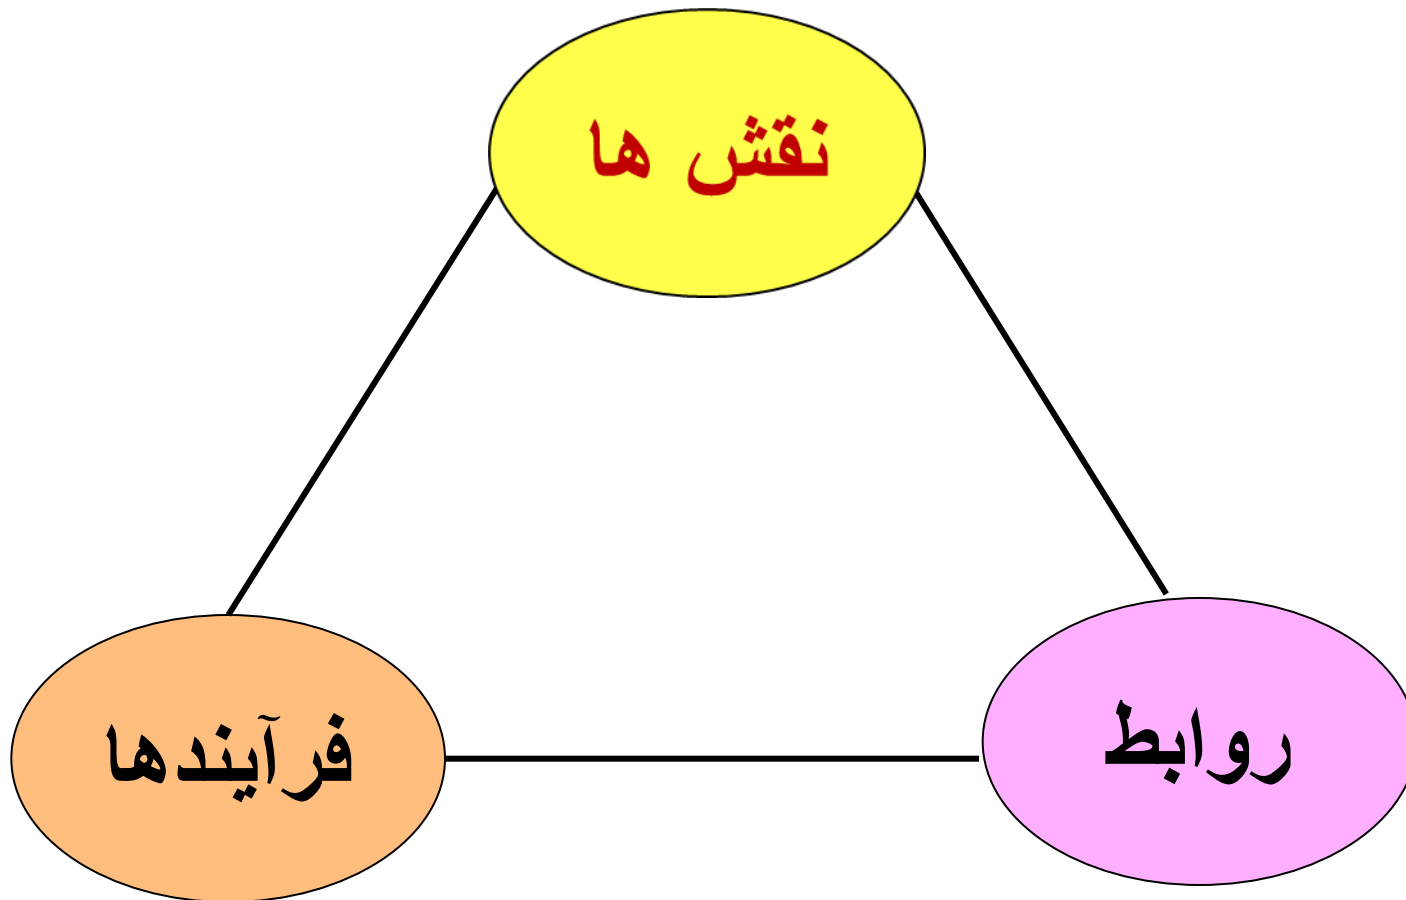 نقش ها
روابط
فرآیندها